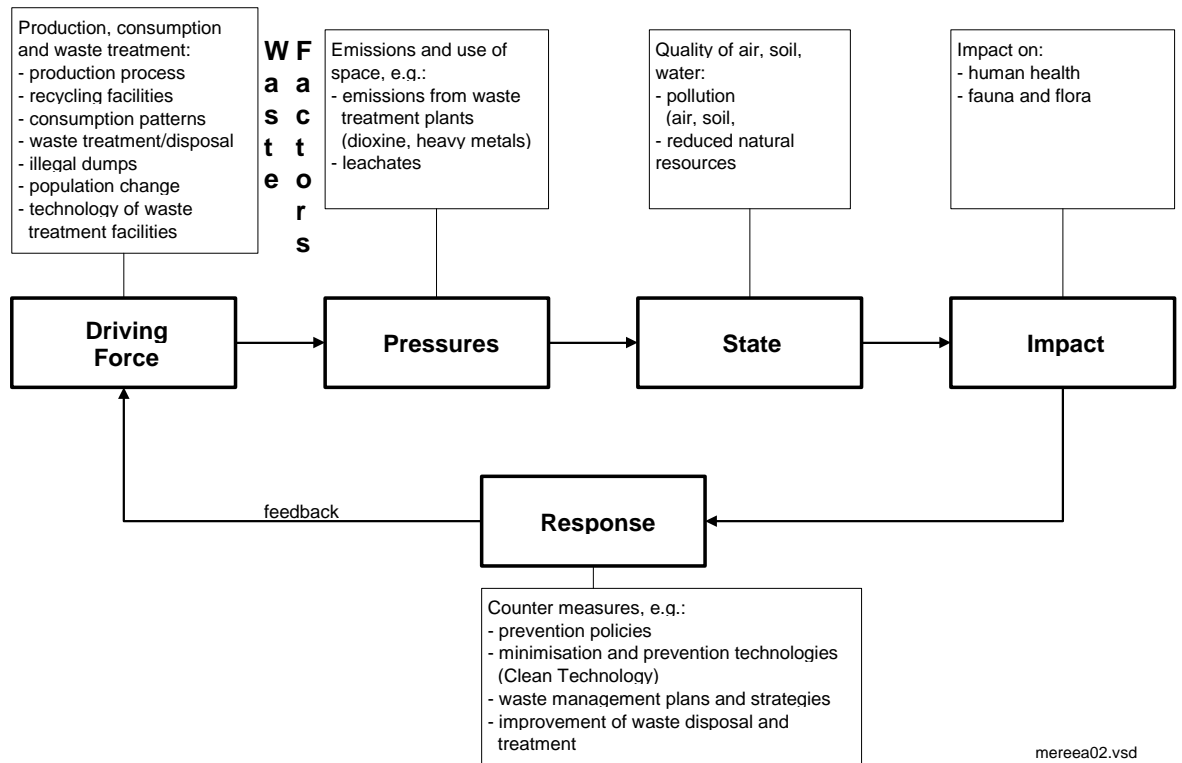 Production, consumption
and waste treatment:
- production process
- recycling facilities
- consumption patterns
- waste treatment/disposal
- illegal dumps
- population change
- technology of waste
treatment facilities
Waste
Factors
Emissions and use of
space, e.g.:
- emissions from waste
treatment plants
(dioxine, heavy metals)
- leachates
Quality of air, soil,
water:
- pollution
(air, soil,
- reduced natural
resources
Impact on:
- human health
- fauna and flora
Driving
Force
Pressures
State
Impact
feedback
Response
Counter measures, e.g.:
- prevention policies
- minimisation and prevention technologies
(Clean Technology)
- waste management plans and strategies
- improvement of waste disposal and
treatment
mereea02.vsd